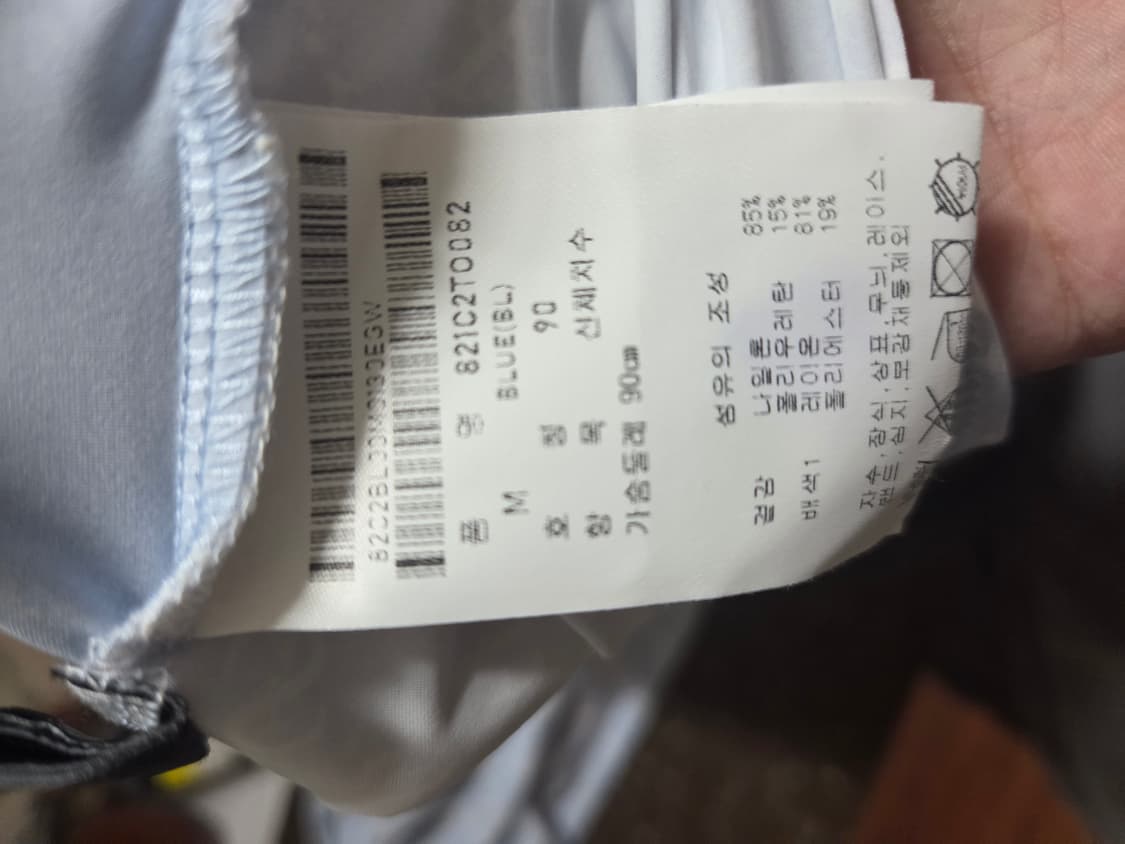 품 명 821C2TO082
M BLUE(BL)
호 칭 90
항 목 신체치수
가슴둘레 90cm
섬유의 조성
겉감 나일론 85%
폴리우레탄 15%
배색1 레이온 81%
폴리에스터 19%
자수.장식.상표.무늬.레이스.
밴드.심지.보강재통제외